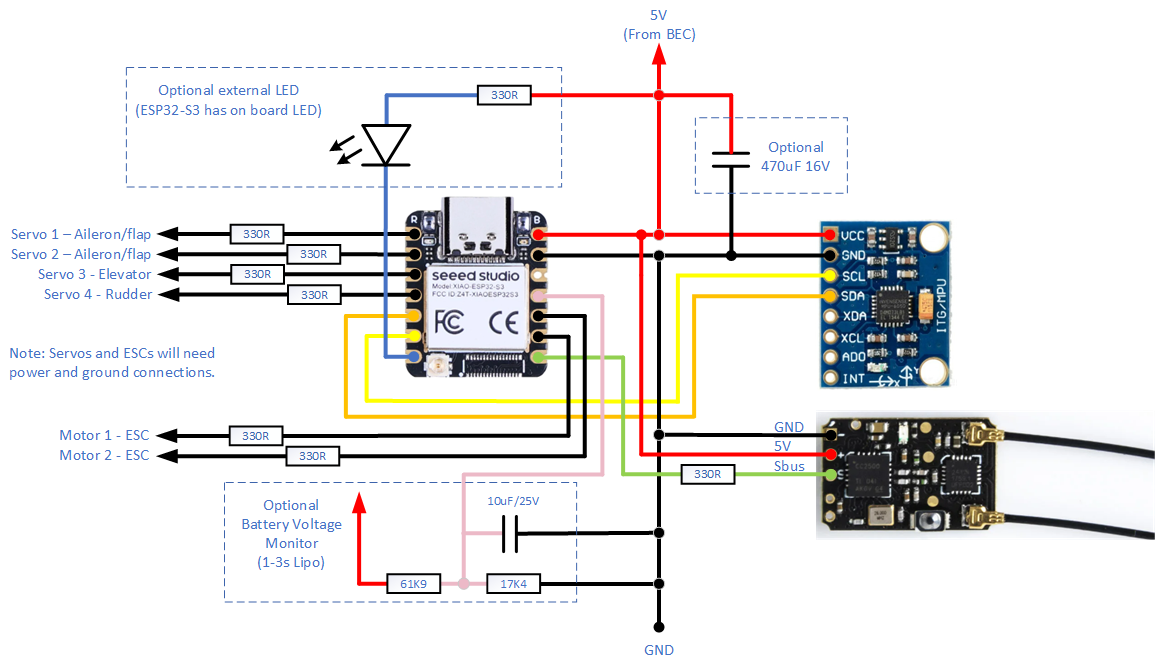 5V
(From BEC)
Optional external LED
(ESP32-S3 has on board LED)
330R
Optional
470uF 16V
R
B
Servo 1 – Aileron/flap
330R
Servo 2 – Aileron/flap
330R
Servo 3 - Elevator
330R
Servo 4 - Rudder
330R
seeed studio
Model XIAO-ESP32-S3
FCC ID:Z4T-XIAOESP32S3
FC CE
VCC
GND
SCL
SDA
XDA
XCL
ADO
INT
ITG/MPU
X
Y
Note: Servos and ESCs will need
power and ground connections.
Motor 1 - ESC
330R
Motor 2 - ESC
330R
GND
5V
Sbus
330R
-
+
Optional
Battery Voltage
Monitor
(1-3s Lipo)
10uF/25V
61K9
17K4
GND